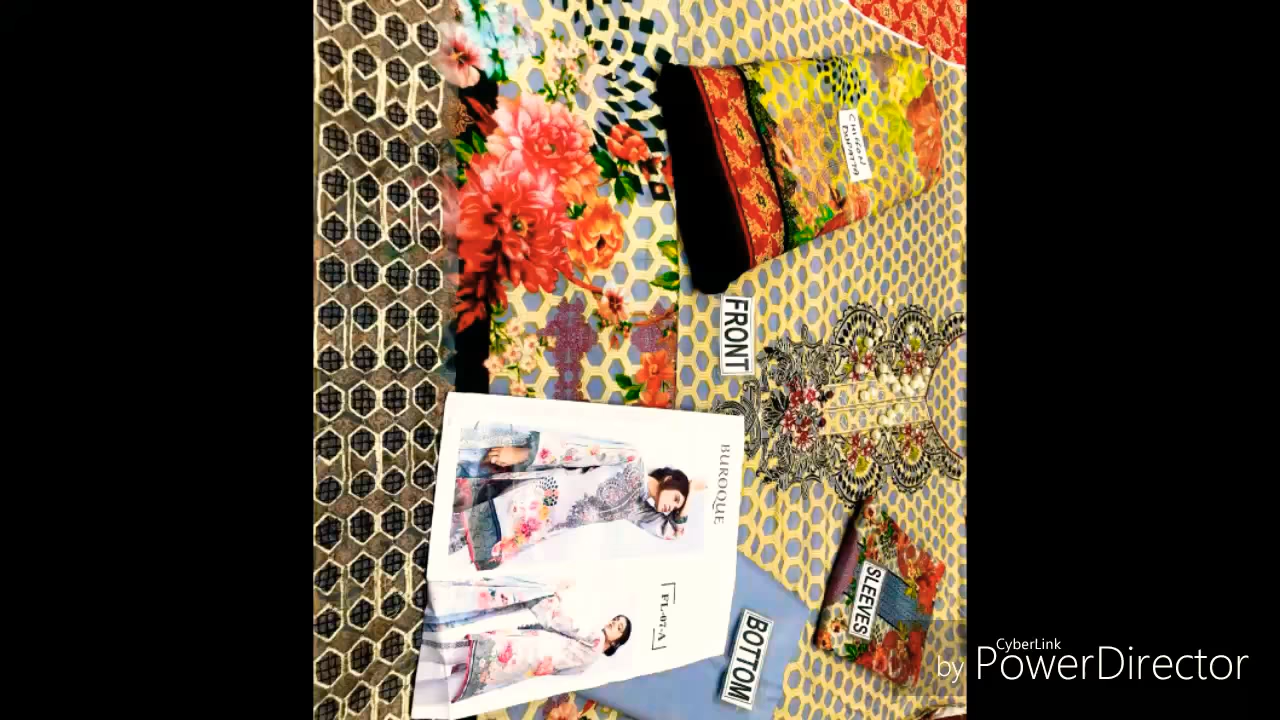 CHIFFON
DUPATTA
FRONT
BUROQUE
FL-07-A
SLEEVES
BOTTOM
CyberLink
by PowerDirector